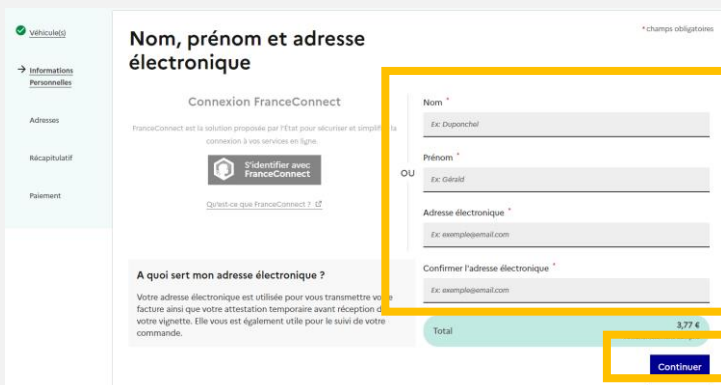 Véhicule(s)
Informations
Personnelles
Adresses
Récapitulatif
Paiement
Nom, prénom et adresse
électronique
* champs obligatoires
Connexion FranceConnect
FranceConnect est la solution proposée par l'État pour sécuriser et simplifier la
connexion à vos services en ligne.
S'identifier avec
FranceConnect
Qu'est-ce que FranceConnect ?
OU
Nom *
Ex: Duponchel
Prénom *
Ex: Gérald
Adresse électronique *
Ex: exemple@email.com
Confirmer l'adresse électronique *
Ex: exemple@email.com
A quoi sert mon adresse électronique ?
Votre adresse électronique est utilisée pour vous transmettre votre
facture ainsi que votre attestation temporaire avant réception
votre vignette. Elle vous est également utile pour le suivi de votre
commande.
Total
3,77 €
Continuer